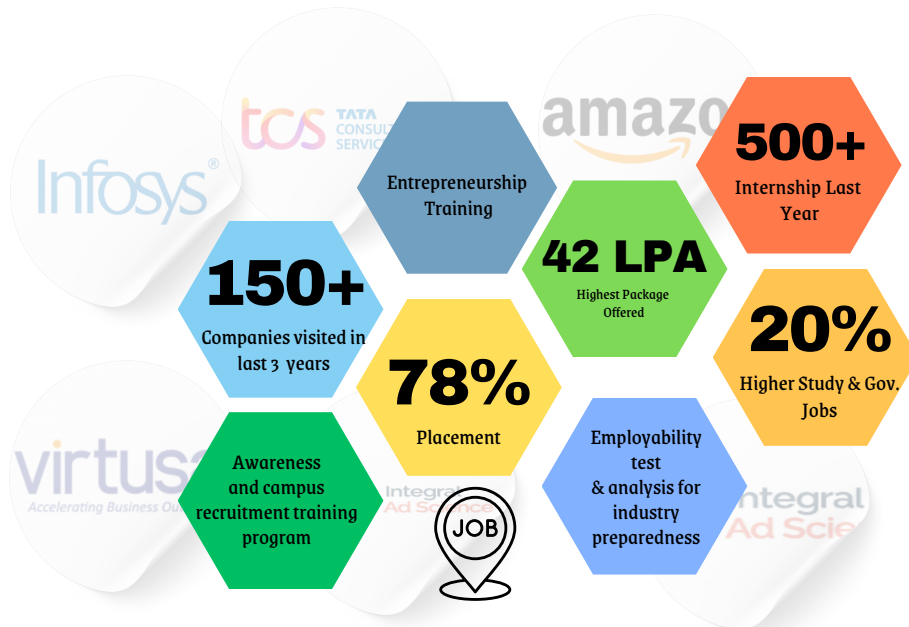 Infosys®
tcs TATA
CONSUL
SERVIC
amazo
500+
Internship Last
Year
Entrepreneurship
Training
42 LPA
Highest Package
Offered
150+
Companies visited in
last 3 years
20%
Higher Study & Gov.
Jobs
78%
Placement
virtus
Accelerating Business Ou
Awareness
and campus
recruitment training
program
Integral
Ad Science
JOB
Employability
test
& analysis for
industry
preparedness
ntegral
Ad Scie